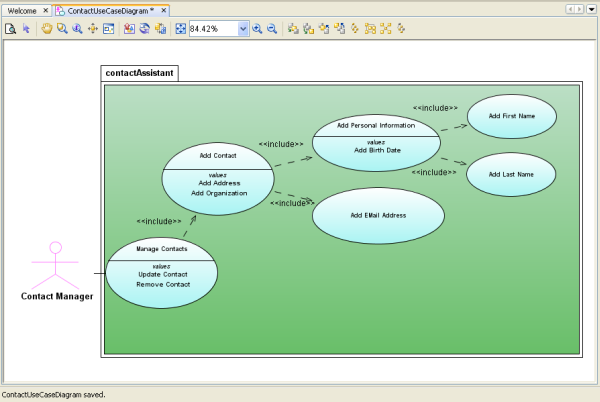 Welcome
ContactUseCaseDiagram *
84.42%
contactAssistant
<<include>>
Add First Name
Add Personal Information
values
Add Birth Date
<<include>>
Add Contact
values
Add Address
Add Organization
<<include>>
Add Last Name
<<include>>
Add EMail Address
<<include>>
Manage Contacts
values
Update Contact
Remove Contact
Contact Manager
ContactUseCaseDiagram saved.